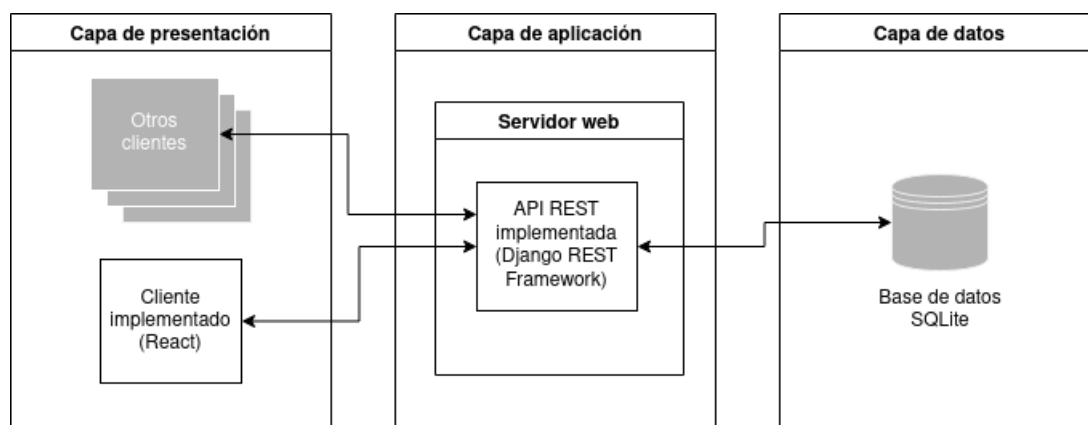 Capa de presentación
Otros
clientes
Cliente
implementado
(React)
Capa de aplicación
Servidor web
API REST
implementada
(Django REST
Framework)
Capa de datos
Base de datos
SQLite